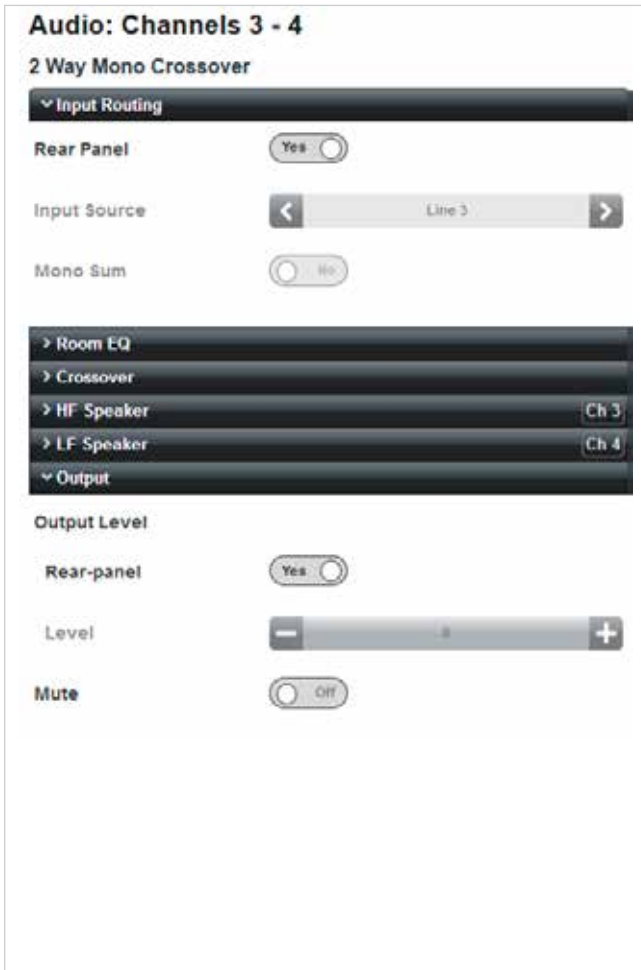 Audio: Channels 3 - 4
2 Way Mono Crossover
Input Routing
Rear Panel Yes
Input Source Line 3
Mono Sum No
Room EQ
Crossover
HF Speaker Ch 3
LF Speaker Ch 4
Output
Output Level
Rear-panel Yes
Level
Mute Off